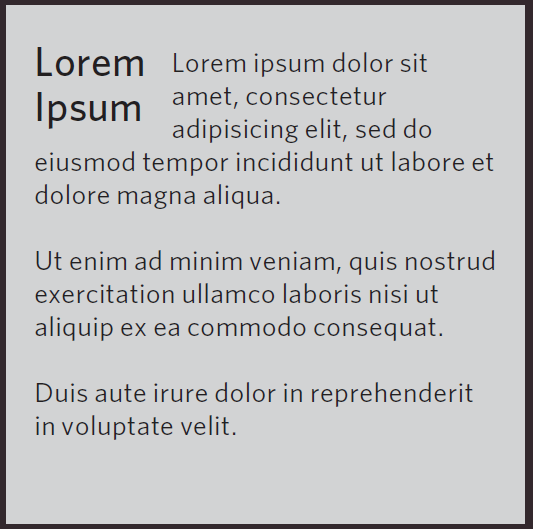 Lorem
Ipsum
Lorem ipsum dolor sit
amet, consectetur
adipisicing elit, sed do
eiusmod tempor incididunt ut labore et
dolore magna aliqua.
Ut enim ad minim veniam, quis nostrud
exercitation ullamco laboris nisi ut
aliquip ex ea commodo consequat.
Duis aute irure dolor in reprehenderit
in voluptate velit.